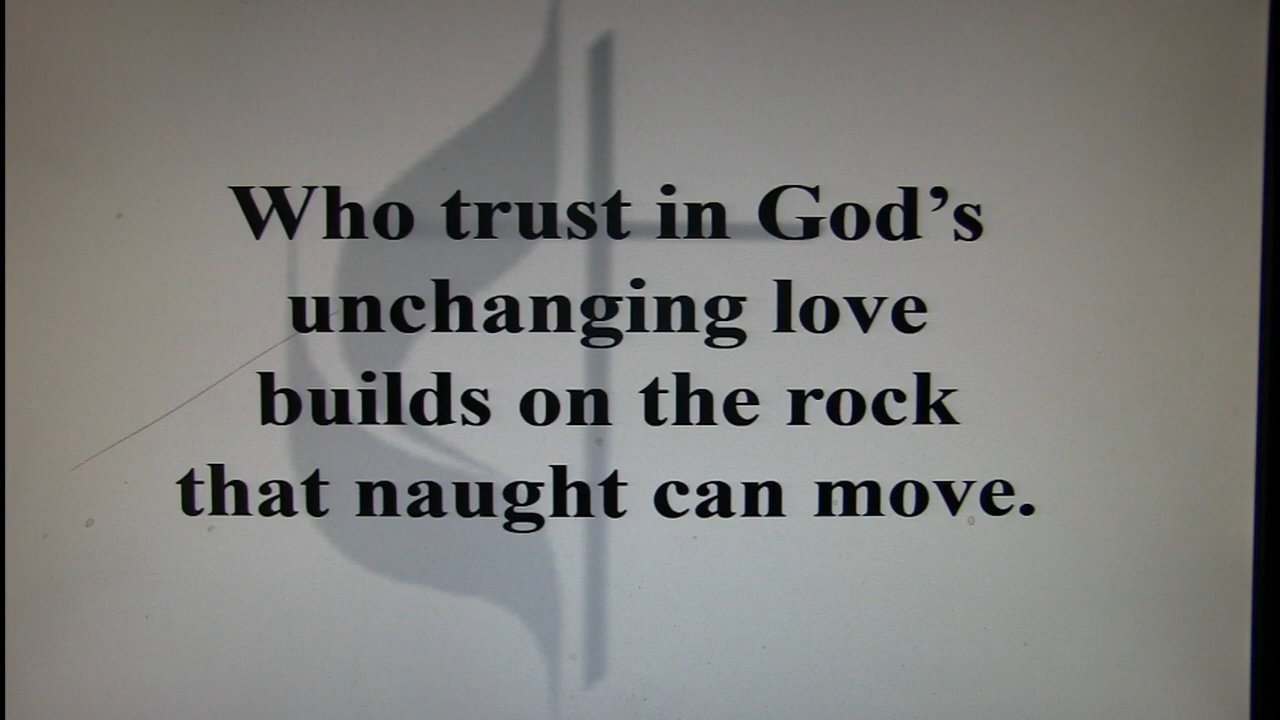 Who trust in God’s
unchanging love
builds on the rock
that naught can move.